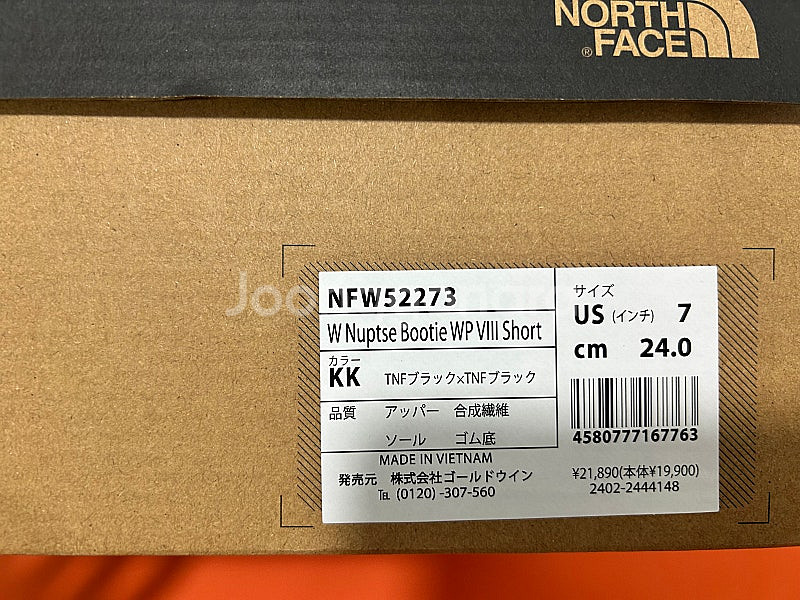 NORTH
FACE
®
NFW52273
W Nuptse Bootie WP VIII Short
カラー
KK TNFブラック×TNFブラック
品質 アッパー 合成繊維
ソール ゴム底
MADE IN VIETNAM
発売元 株式会社ゴールドウイン
℡ (0120) -307-560
サイズ
US (インチ) 7
cm 24.0
4580777167763
¥21,890(本体¥19,900)
2402-2444148